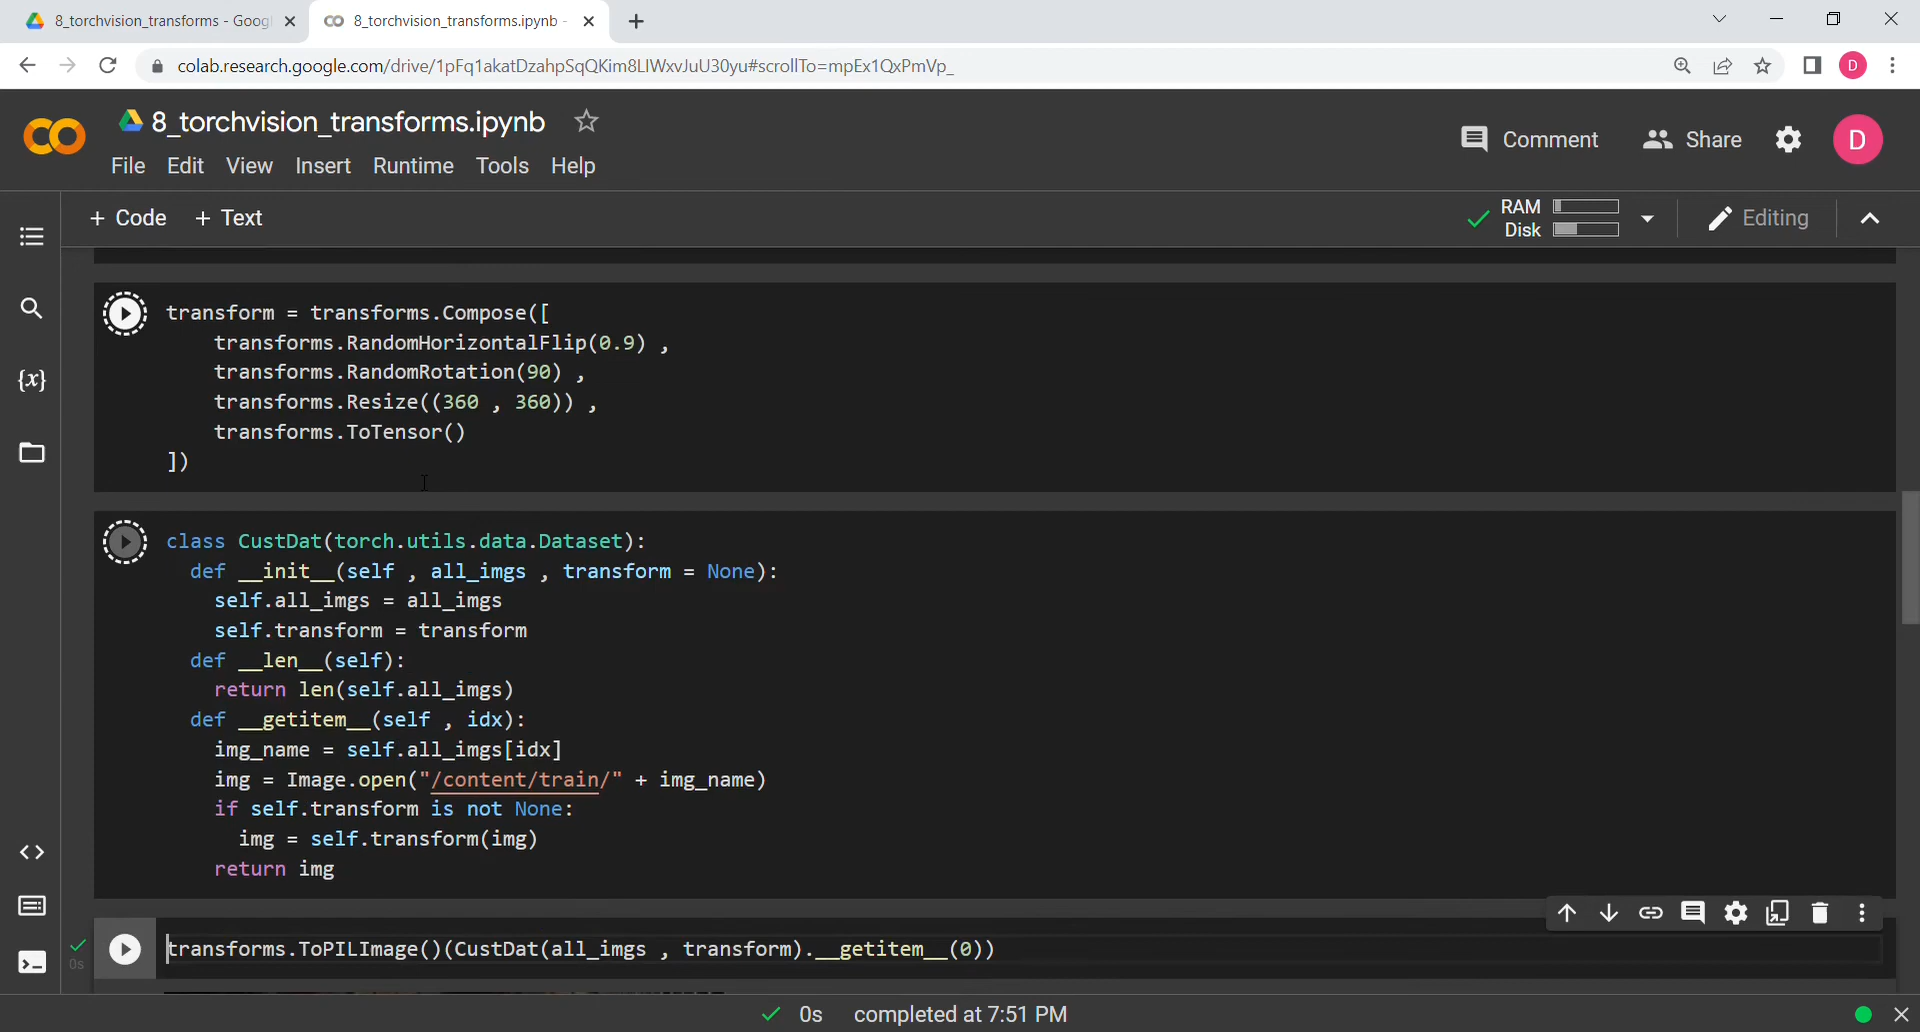 8_torchvision_transforms - Goog
8_torchvision_transforms.ipynb -
colab.research.google.com/drive/1pFq1akatDzahpSqQKim8LIWxvJuU30yu#scrollTo=mpEx1QxPmVp_
D
8_torchvision_transforms.ipynb
Comment
Share
D
File Edit View Insert Runtime Tools Help
+ Code + Text
RAM
Disk
Editing
{x}
transform = transforms.Compose([
transforms.RandomHorizontalFlip(0.9) ,
transforms.RandomRotation(90) ,
transforms.Resize((360 , 360)) ,
transforms.ToTensor()
])
class CustDat(torch.utils.data.Dataset):
def __init__(self , all_imgs , transform = None):
self.all_imgs = all_imgs
self.transform = transform
def __len__(self):
return len(self.all_imgs)
def __getitem__(self , idx):
img_name = self.all_imgs[idx]
img = Image.open("/content/train/" + img_name)
if self.transform is not None:
img = self.transform(img)
return img
0s
transforms.ToPILImage()(CustDat(all_imgs , transform).__getitem__(0))
0s completed at 7:51 PM